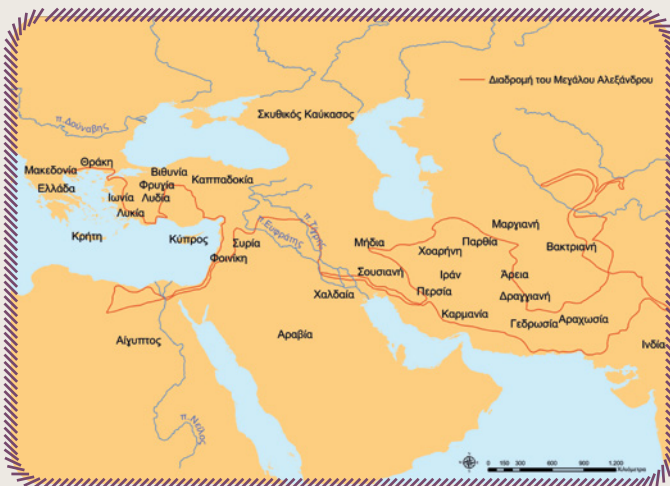 Διαδρομή του Μεγάλου Αλεξάνδρου
Σκυθικός Καύκασος
π. Δούναβης
Θράκη
Μακεδονία
Βιθυνία
Καππαδοκία
Φρυγία
Ελλάδα
Ιωνία
Λυδία
Λυκία
Κρήτη
Κύπρος
Συρία
Φοινίκη
π. Ευφράτης
π. Τίγρης
Μήδια
Σουσιανή
Χαλδαία
Μαργιανή
Παρθία
Χοαρήνη
Βακτριανή
Ιράν
Άρεια
Περσία
Δραγγιανή
Καρμανία
Γεδρωσία
Αραχωσία
Ινδία
Αίγυπτος
Αραβία
π. Νείλος
0 150 300 600 900 1.200
Χιλιόμετρα